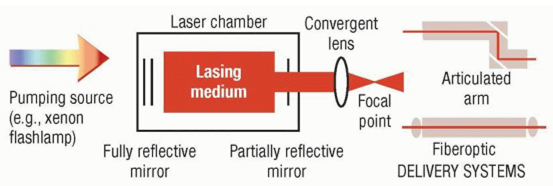 Laser chamber
Convergent
lens
Lasing
medium
Pumping source
(e.g., xenon
flashlamp)
Focal
point
Articulated
arm
Fully reflective
mirror
Partially reflective
mirror
Fiberoptic
DELIVERY SYSTEMS